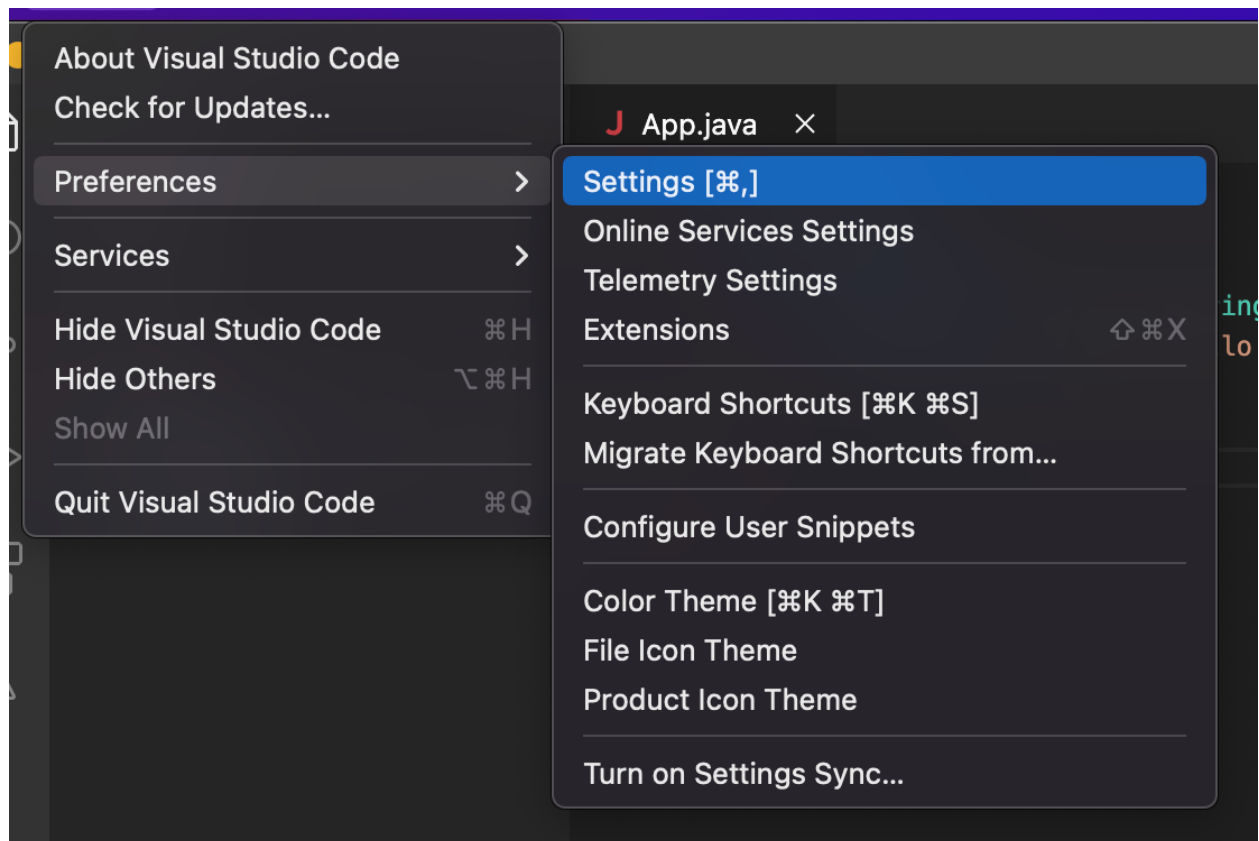 About Visual Studio Code
Check for Updates...
Preferences
Services
Hide Visual Studio Code ⌘H
Hide Others ⌥⌘H
Show All
Quit Visual Studio Code ⌘Q
J App.java
Settings [⌘,]
Online Services Settings
Telemetry Settings
Extensions ⇧⌘X
Keyboard Shortcuts [⌘K ⌘S]
Migrate Keyboard Shortcuts from...
Configure User Snippets
Color Theme [⌘K ⌘T]
File Icon Theme
Product Icon Theme
Turn on Settings Sync...
ing
lo